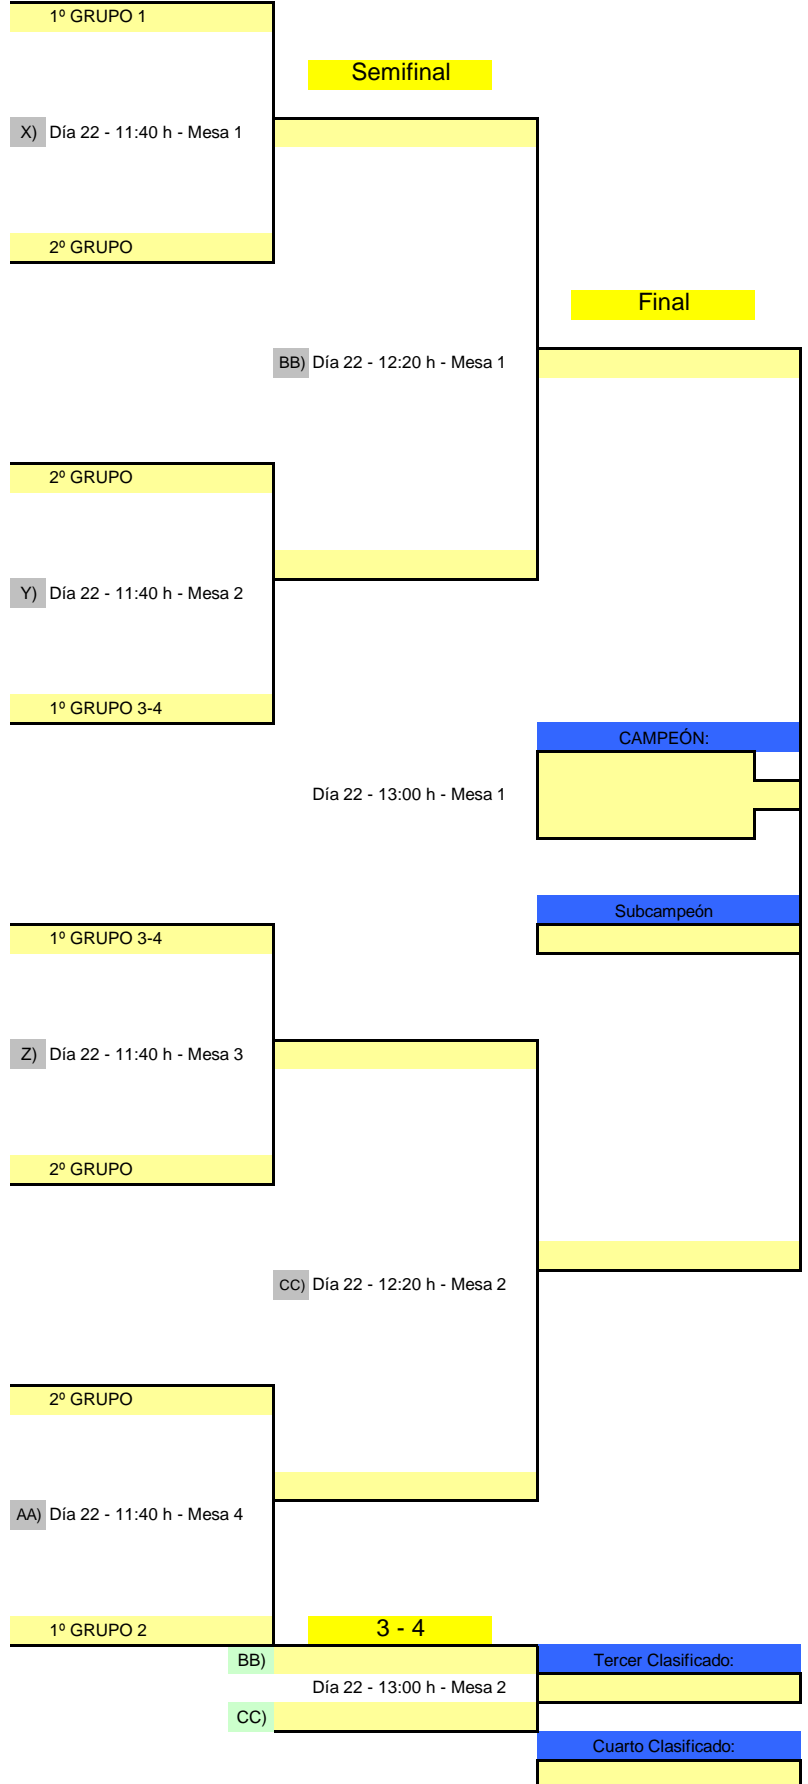 1º GRUPO 1
Semifinal
X) Día 22 - 11:40 h - Mesa 1
2º GRUPO
Final
BB) Día 22 - 12:20 h - Mesa 1
2º GRUPO
Y) Día 22 - 11:40 h - Mesa 2
1º GRUPO 3-4
CAMPEÓN:
Día 22 - 13:00 h - Mesa 1
Subcampeón
1º GRUPO 3-4
Z) Día 22 - 11:40 h - Mesa 3
2º GRUPO
CC) Día 22 - 12:20 h - Mesa 2
2º GRUPO
AA) Día 22 - 11:40 h - Mesa 4
1º GRUPO 2
3 - 4
BB)
Tercer Clasificado:
Día 22 - 13:00 h - Mesa 2
CC)
Cuarto Clasificado: